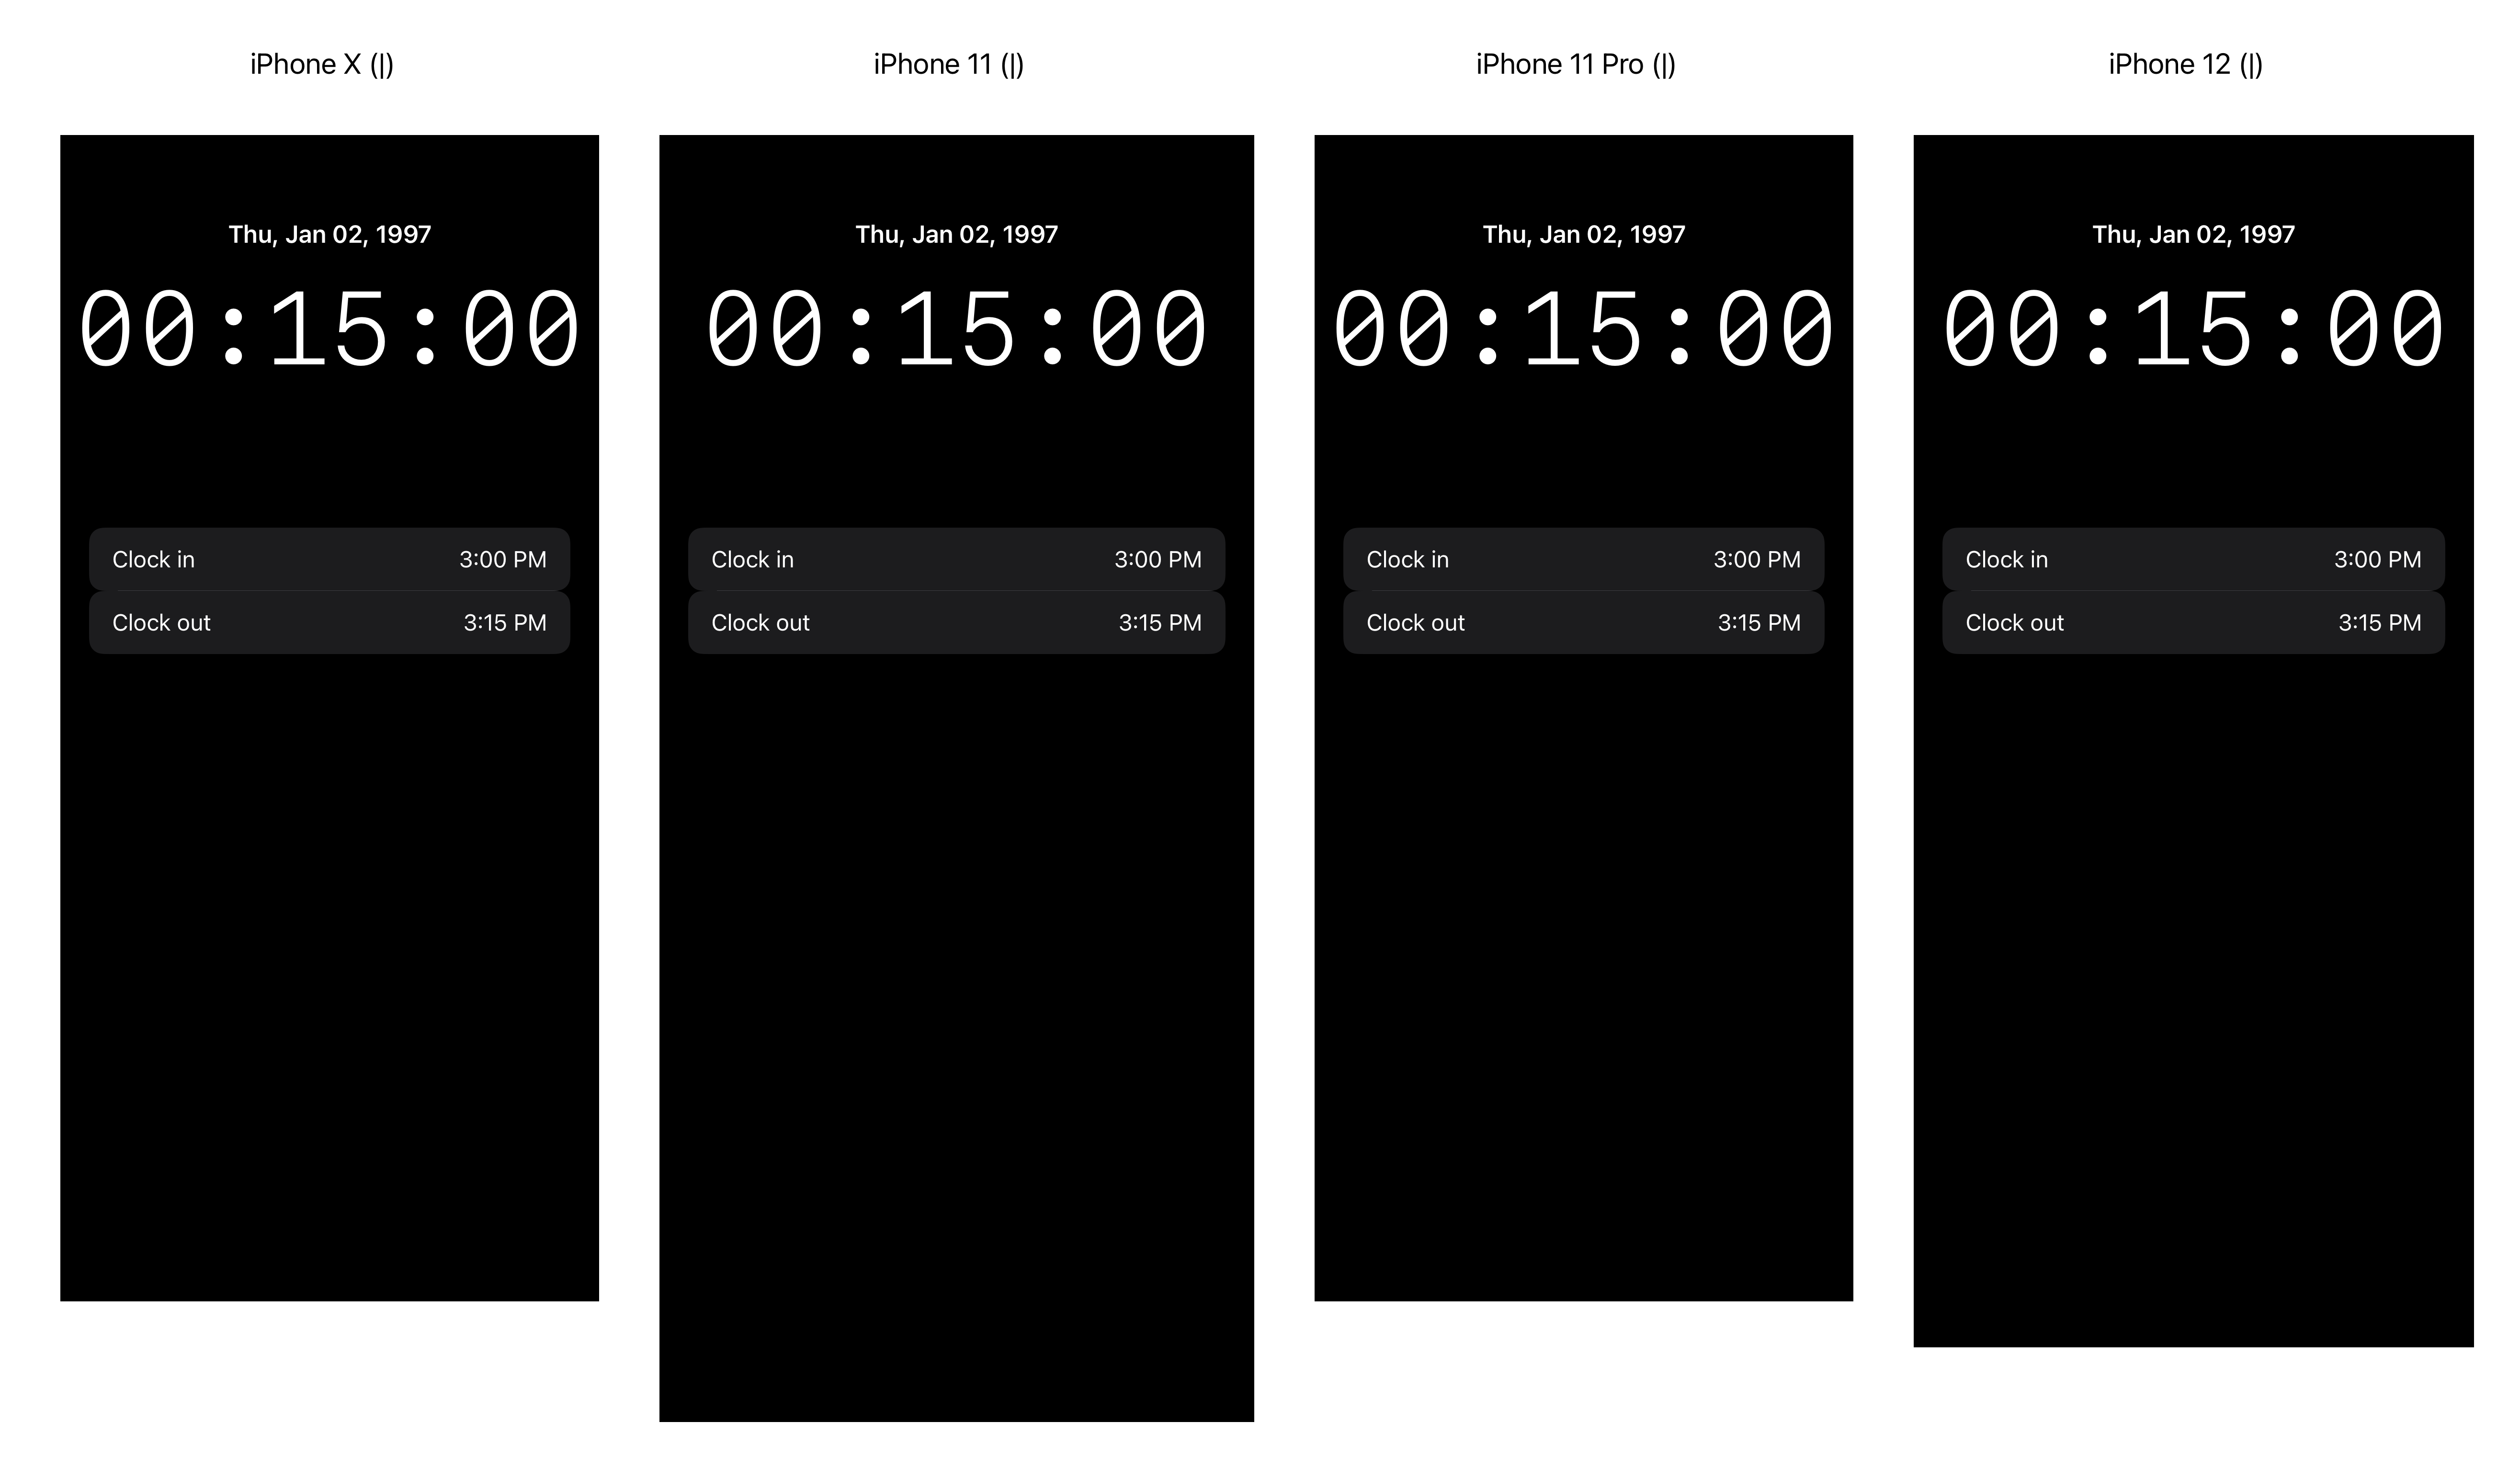 iPhone X (|)
Thu, Jan 02, 1997
00:15:00
Clock in 3:00 PM
Clock out 3:15 PM
iPhone 11 (|)
Thu, Jan 02, 1997
00:15:00
Clock in 3:00 PM
Clock out 3:15 PM
iPhone 11 Pro (|)
Thu, Jan 02, 1997
00:15:00
Clock in 3:00 PM
Clock out 3:15 PM
iPhone 12 (|)
Thu, Jan 02, 1997
00:15:00
Clock in 3:00 PM
Clock out 3:15 PM